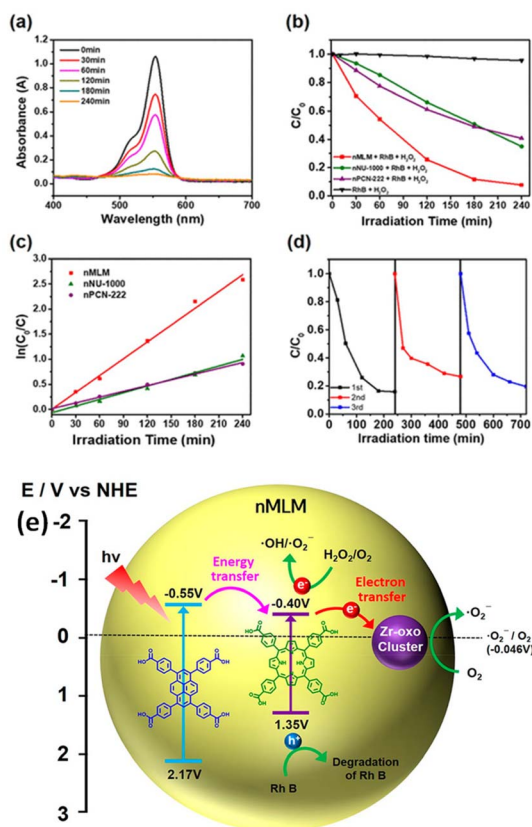 (a)
Absorbance (A)
1.2
1.0
0.8
0.6
0.4
0.2
0.0
0min
30min
60min
120min
180min
240min
400
500
600
700
Wavelength (nm)
(b)
C/C₀
1.0
0.8
0.6
0.4
0.2
0.0
nMLM + RhB + H₂O₂
nNU-1000 + RhB + H₂O₂
nPCN-222 + RhB + H₂O₂
RhB + H₂O₂
0 30 60 90 120 150 180 210 240
Irradiation Time (min)
(c)
ln(C₀/C)
3.0
2.5
2.0
1.5
1.0
0.5
0.0
nMLM
nNU-1000
nPCN-222
0 30 60 90 120 150 180 210 240
Irradiation Time (min)
(d)
C/C₀
1.0
0.8
0.6
0.4
0.2
0.0
1st
2nd
3rd
0 100 200 300 400 500 600 700
Irradiation time (min)
E / V vs NHE
(e)
nMLM
-2
-1
0
1
2
3
hv
-0.55V
2.17V
Energy
transfer
·OH/·O₂⁻
H₂O₂/O₂
e⁻
-0.40V
Electron
transfer
e⁻
Zr-oxo
Cluster
·O₂⁻
·O₂⁻ / O₂
(-0.046V)
O₂
1.35V
h⁺
Rh B
Degradation
of Rh B